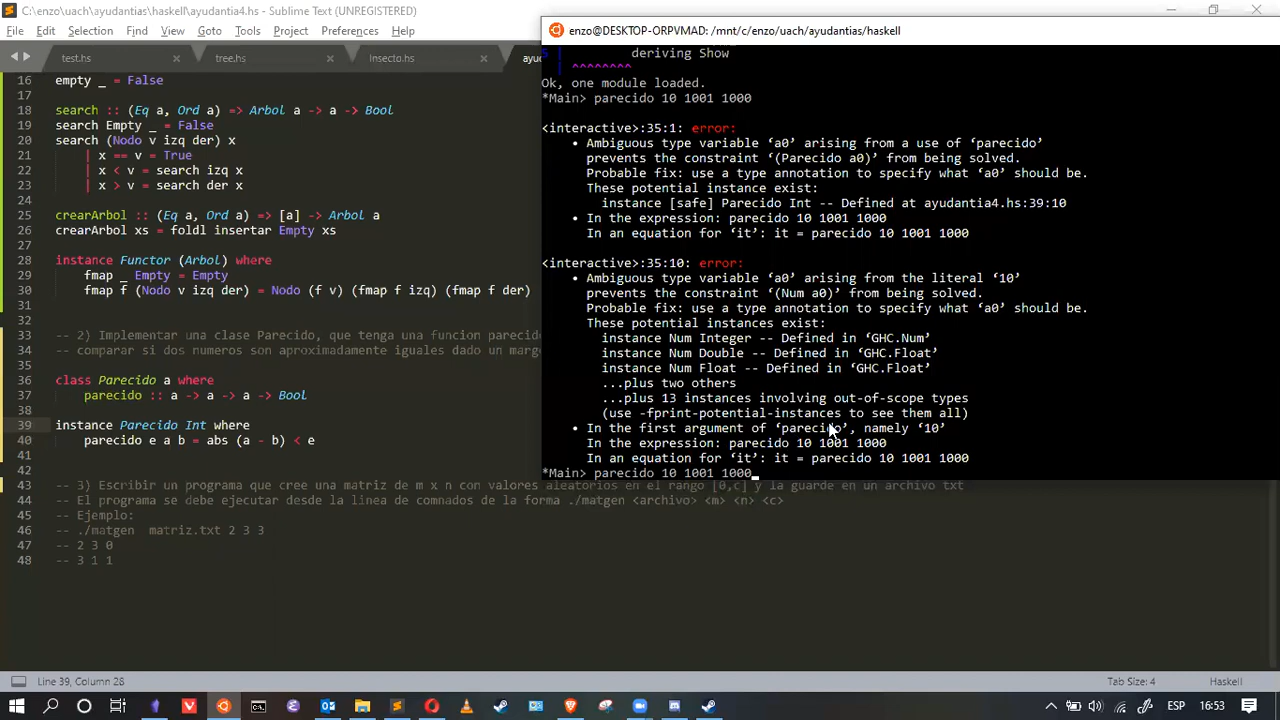 C:\enzo\uach\ayudantias\haskell\ayudantia4.hs - Sublime Text (UNREGISTERED)
File Edit Selection Find View Goto Tools Project Preferences Help
test.hs tree.hs Insecto.hs
16 empty _ = False
17
18 search :: (Eq a, Ord a) => Arbol a -> a -> Bool
19 search Empty _ = False
20 search (Nodo v izq der) x
21 | x == v = True
22 | x < v = search izq x
23 | x > v = search der x
24
25 crearArbol :: (Eq a, Ord a) => [a] -> Arbol a
26 crearArbol xs = foldl insertar Empty xs
27
28 instance Functor (Arbol) where
29 fmap _ Empty = Empty
30 fmap f (Nodo v izq der) = Nodo (f v) (fmap f izq) (fmap f der)
31
32
33 -- 2) Implementar una clase Parecido, que tenga una funcion parecido
34 -- comparar si dos numeros son aproximadamente iguales dado un marg
35
36 class Parecido a where
37 parecido :: a -> a -> a -> Bool
38
39 instance Parecido Int where
40 parecido e a b = abs (a - b) < e
41
42
43 -- 3) Escribir un programa que cree una matriz de m x n con valores aleatorios en el rango [0,c] y la guarde en un archivo txt
44 -- El programa se debe ejecutar desde la linea de comnados de la forma ./matgen <archivo> <m> <n> <c>
45 -- Ejemplo:
46 -- ./matgen matriz.txt 2 3 3
47 -- 2 3 0
48 -- 3 1 1
enzo@DESKTOP-ORPVMAD: /mnt/c/enzo/uach/ayudantias/haskell
5 | deriving Show
| ^^^^^^^^
Ok, one module loaded.
*Main> parecido 10 1001 1000
<interactive>:35:1: error:
• Ambiguous type variable ‘a0’ arising from a use of ‘parecido’
prevents the constraint ‘(Parecido a0)’ from being solved.
Probable fix: use a type annotation to specify what ‘a0’ should be.
These potential instance exist:
instance [safe] Parecido Int -- Defined at ayudantia4.hs:39:10
• In the expression: parecido 10 1001 1000
In an equation for ‘it’: it = parecido 10 1001 1000
<interactive>:35:10: error:
• Ambiguous type variable ‘a0’ arising from the literal ‘10’
prevents the constraint ‘(Num a0)’ from being solved.
Probable fix: use a type annotation to specify what ‘a0’ should be.
These potential instances exist:
instance Num Integer -- Defined in ‘GHC.Num’
instance Num Double -- Defined in ‘GHC.Float’
instance Num Float -- Defined in ‘GHC.Float’
...plus two others
...plus 13 instances involving out-of-scope types
(use -fprint-potential-instances to see them all)
• In the first argument of ‘parecido’, namely ‘10’
In the expression: parecido 10 1001 1000
In an equation for ‘it’: it = parecido 10 1001 1000
*Main> parecido 10 1001 1000
Line 39, Column 28 Tab Size: 4 Haskell
ESP 16:53